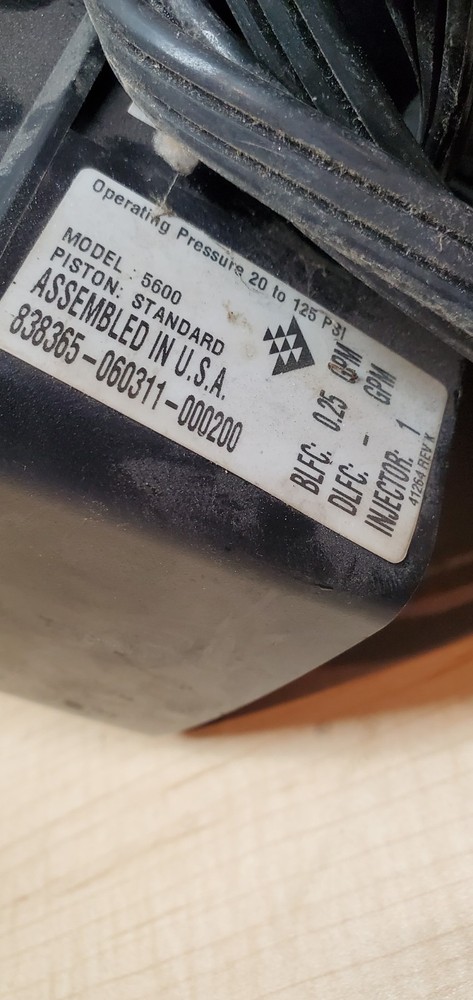 Operating Pressure 20 to 125 PSI
MODEL : 5600
PISTON: STANDARD
ASSEMBLED IN U.S.A.
838365-060311-000200
BLFC: 0.25 GPM
DLFC: - GPM
INJECTOR: 1
41264 REV K